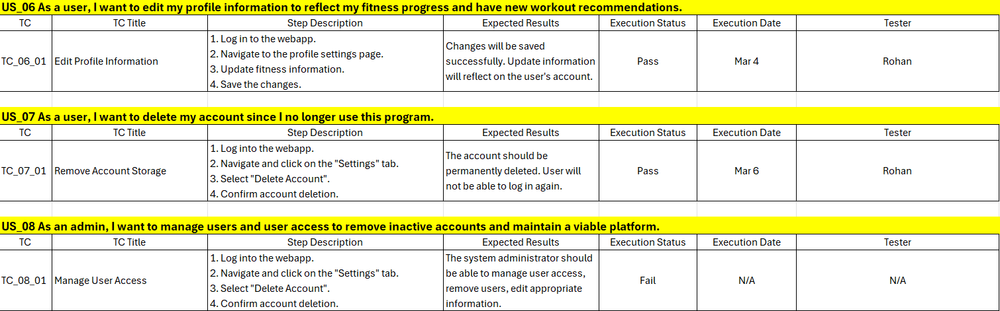 US_06 As a user, I want to edit my profile information to reflect my fitness progress and have new workout recommendations.
TC TC Title Step Description Expected Results Execution Status Execution Date Tester
TC_06_01 Edit Profile Information
1. Log in to the webapp.
2. Navigate to the profile settings page.
3. Update fitness information.
4. Save the changes.
Changes will be saved
successfully. Update information
will reflect on the user's account.
Pass Mar 4 Rohan
US_07 As a user, I want to delete my account since I no longer use this program.
TC TC Title Step Description Expected Results Execution Status Execution Date Tester
TC_07_01 Remove Account Storage
1. Log into the webapp.
2. Navigate and click on the "Settings" tab.
3. Select "Delete Account".
4. Confirm account deletion.
The account should be
permanently deleted. User will
not be able to log in again.
Pass Mar 6 Rohan
US_08 As an admin, I want to manage users and user access to remove inactive accounts and maintain a viable platform.
TC TC Title Step Description Expected Results Execution Status Execution Date Tester
TC_08_01 Manage User Access
1. Log into the webapp.
2. Navigate and click on the "Settings" tab.
3. Select "Delete Account".
4. Confirm account deletion.
The system administrator should
be able to manage user access,
remove users, edit appropriate
information.
Fail N/A N/A